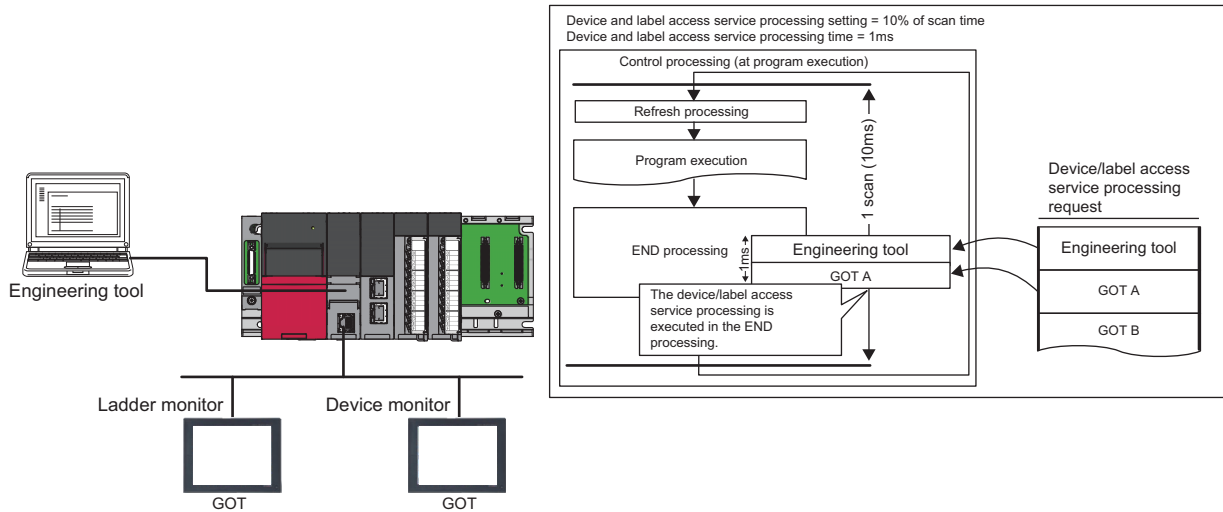 Device and label access service processing setting = 10% of scan time
Device and label access service processing time = 1ms
Control processing (at program execution)
Refresh processing
Program execution
1 scan (10ms)
END processing
1ms
Engineering tool
GOT A
The device/label access
service processing is
executed in the END
processing.
Device/label access
service processing
request
Engineering tool
GOT A
GOT B
Engineering tool
Ladder monitor
Device monitor
GOT
GOT